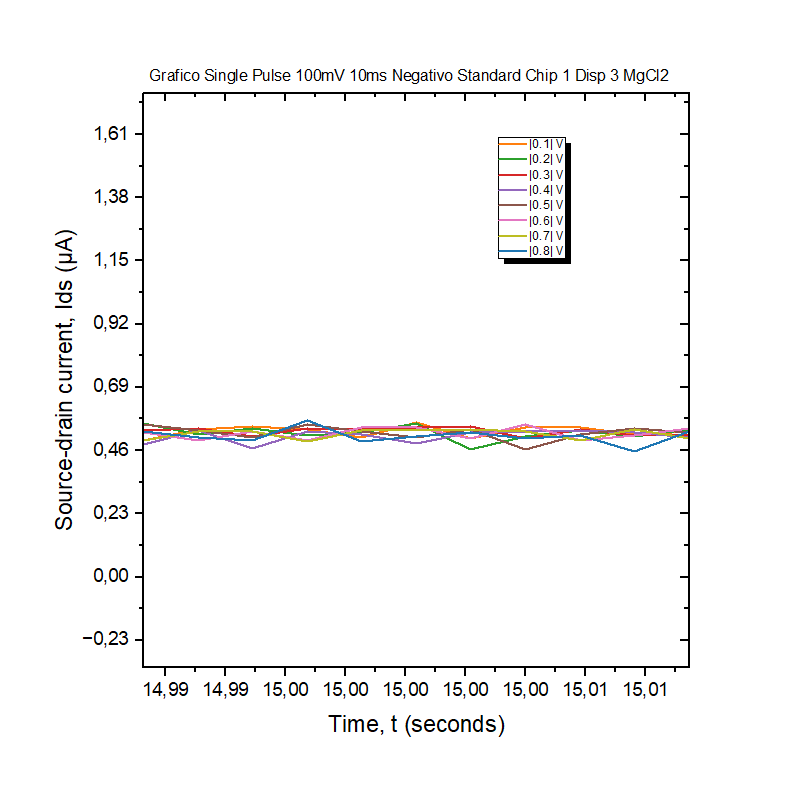 Grafico Single Pulse 100mV 10ms Negativo Standard Chip 1 Disp 3 MgCl2
1,61
1,38
1,15
0,92
0,69
0,46
0,23
0,00
−0,23
Source-drain current, Ids (µA)
|0.1| V
|0.2| V
|0.3| V
|0.4| V
|0.5| V
|0.6| V
|0.7| V
|0.8| V
14,99 14,99 15,00 15,00 15,00 15,00 15,00 15,01 15,01
Time, t (seconds)